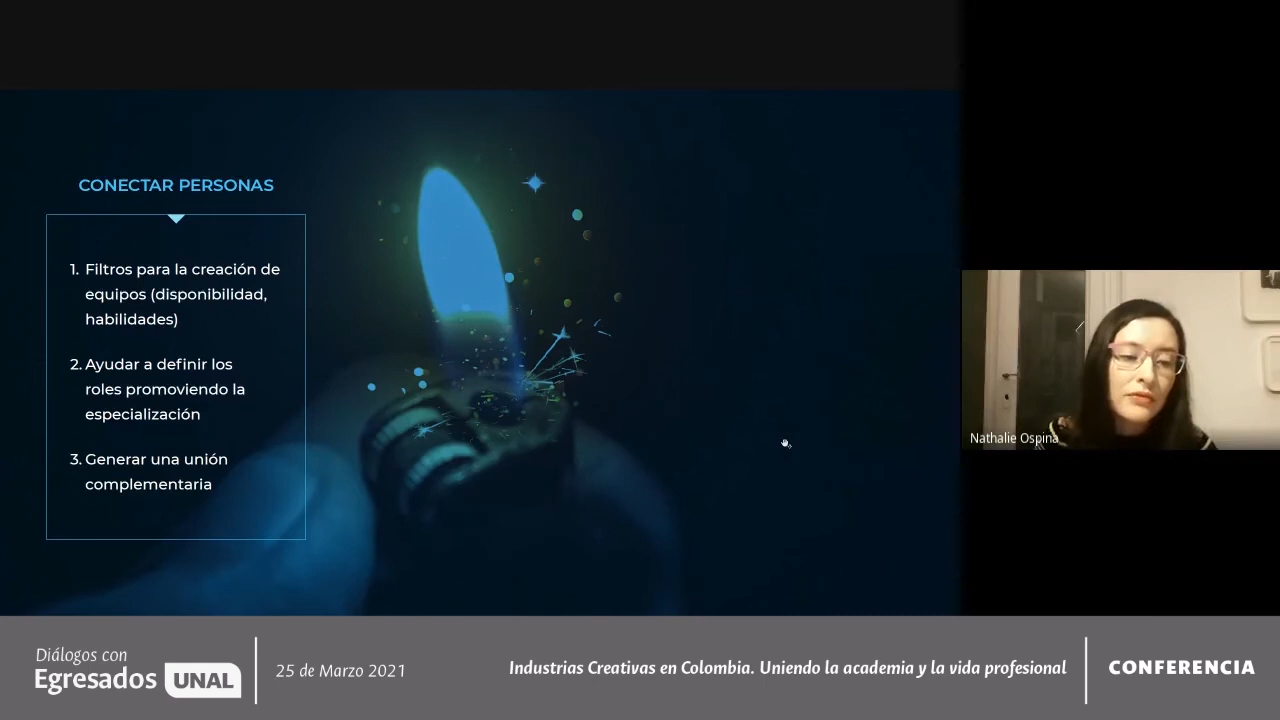 CONECTAR PERSONAS
1. Filtros para la creación de
equipos (disponibilidad,
habilidades)
2. Ayudar a definir los
roles promoviendo la
especialización
3. Generar una unión
complementaria
Nathalie Ospina
Diálogos con
Egresados UNAL
25 de Marzo 2021
Industrias Creativas en Colombia. Uniendo la academia y la vida profesional
CONFERENCIA